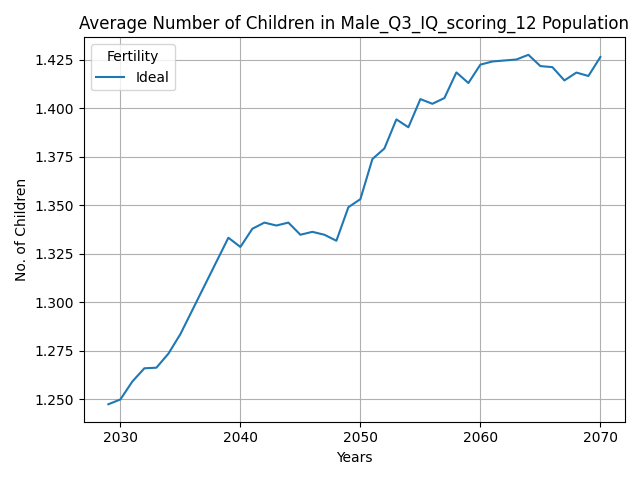 Average Number of Children in Male_Q3_IQ_scoring_12 Population
Fertility
Ideal
No. of Children
1.425
1.400
1.375
1.350
1.325
1.300
1.275
1.250
2030 2040 2050 2060 2070
Years